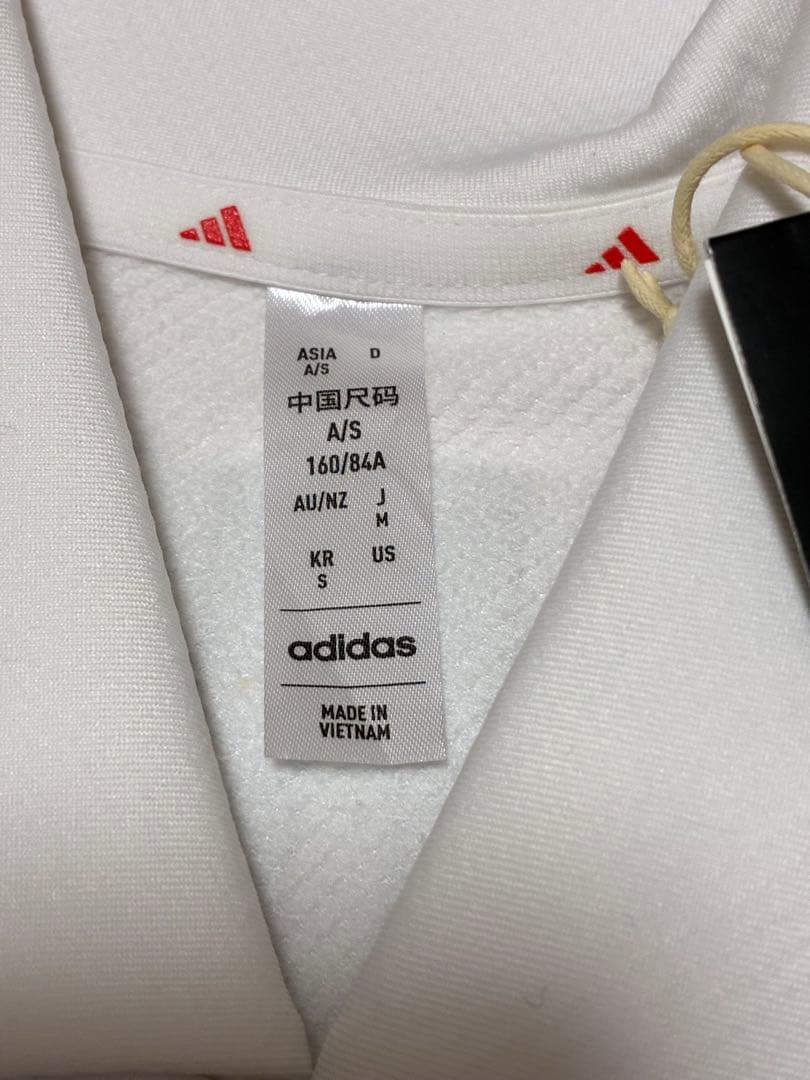 ASIA D
A/S
中国尺码
A/S
160/84A
AU/NZ J
M
KR US
S
adidas
MADE IN
VIETNAM